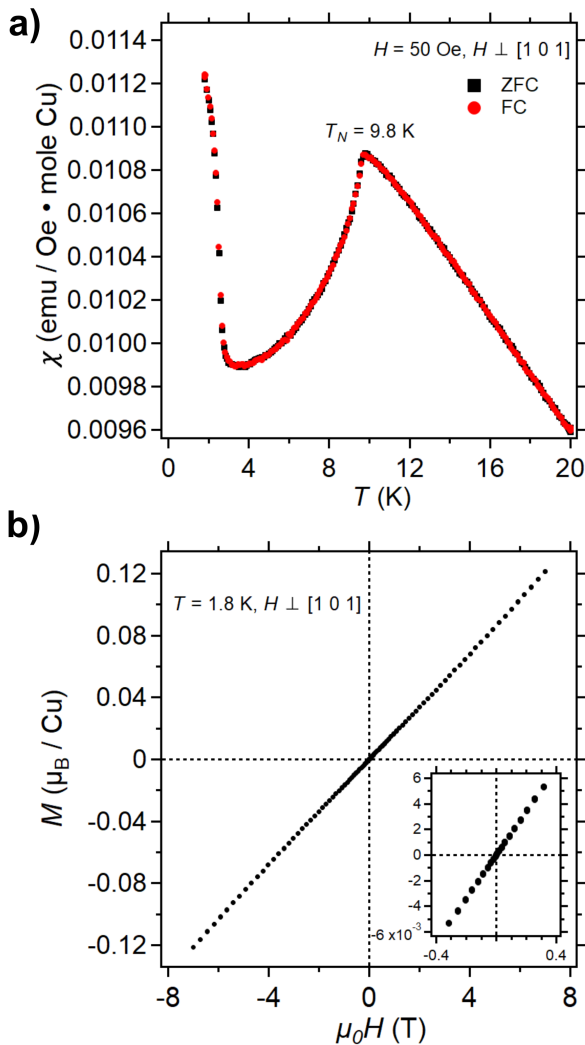 a)
H = 50 Oe, H ⊥ [1 0 1]
ZFC
FC
T_N = 9.8 K
χ (emu / Oe • mole Cu)
0.0114
0.0112
0.0110
0.0108
0.0106
0.0104
0.0102
0.0100
0.0098
0.0096
0 4 8 12 16 20
T (K)
b)
T = 1.8 K, H ⊥ [1 0 1]
M (μ_B / Cu)
0.12
0.08
0.04
0
-0.04
-0.08
-0.12
6
4
2
0
-2
-4
-6 x10^-3
-0.4 0.4
-8 -4 0 4 8
μ_0H (T)